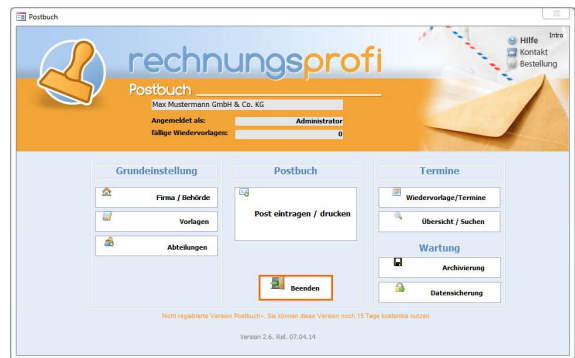 Postbuch
rechnungsprofi
Postbuch
Intro
Hilfe
Kontakt
Bestellung
Max Mustermann GmbH & Co. KG
Angemeldet als: Administrator
fällige Wiedervorlagen: 0
Grundeinstellung
Firma / Behörde
Vorlagen
Abteilungen
Postbuch
Post eintragen / drucken
Beenden
Termine
Wiedervorlage/Termine
Übersicht / Suchen
Wartung
Archivierung
Datensicherung
Nicht registrierte Version Postbuch+. Sie können diese Version noch 15 Tage kostenlos nutzen.
Version 2.6, Rel. 07.04.14